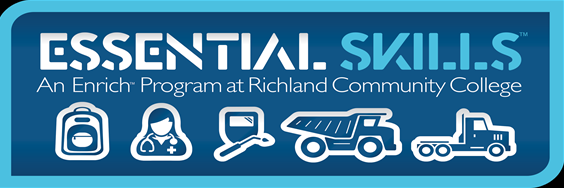 ESSENTIAL SKILLS™
An Enrich™ Program at Richland Community College